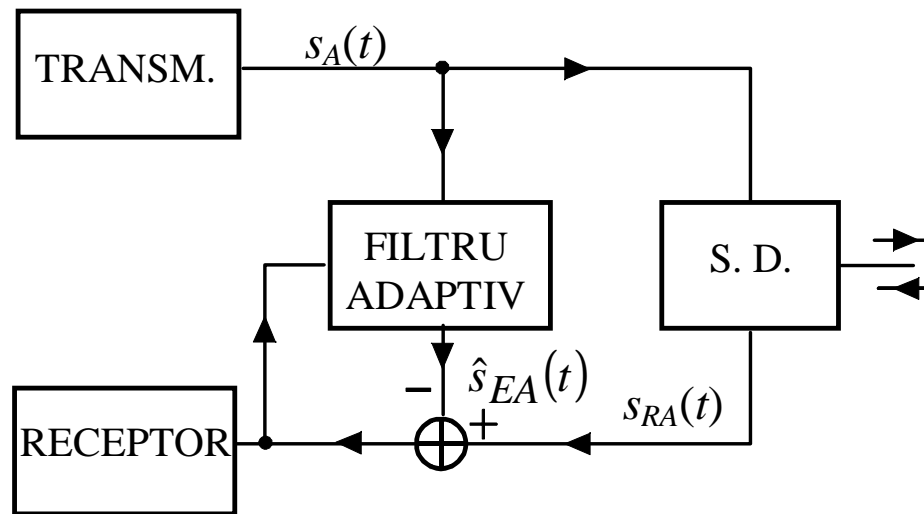 TRANSM.
s_A(t)
FILTRU
ADAPTIV
S. D.
−
ŝ_EA(t)
+
s_RA(t)
RECEPTOR